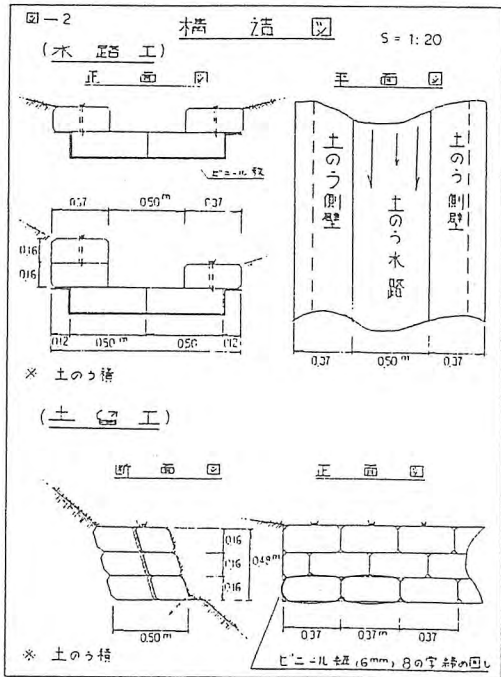 図-2
構造図
S = 1:20
(水路工)
正面図
平面図
ビニール紐
0.37
0.50m
0.37
0.16
0.16
0.12
0.50m
0.50
0.12
土のう側壁
土のう水路
土のう側壁
0.37
0.50m
0.37
※ 土のう積
(土留工)
断面図
正面図
0.16
0.16
0.16
0.48m
0.50m
0.37
0.37m
0.37
※ 土のう積
ビニール紐(6mm) 8の字締め回し